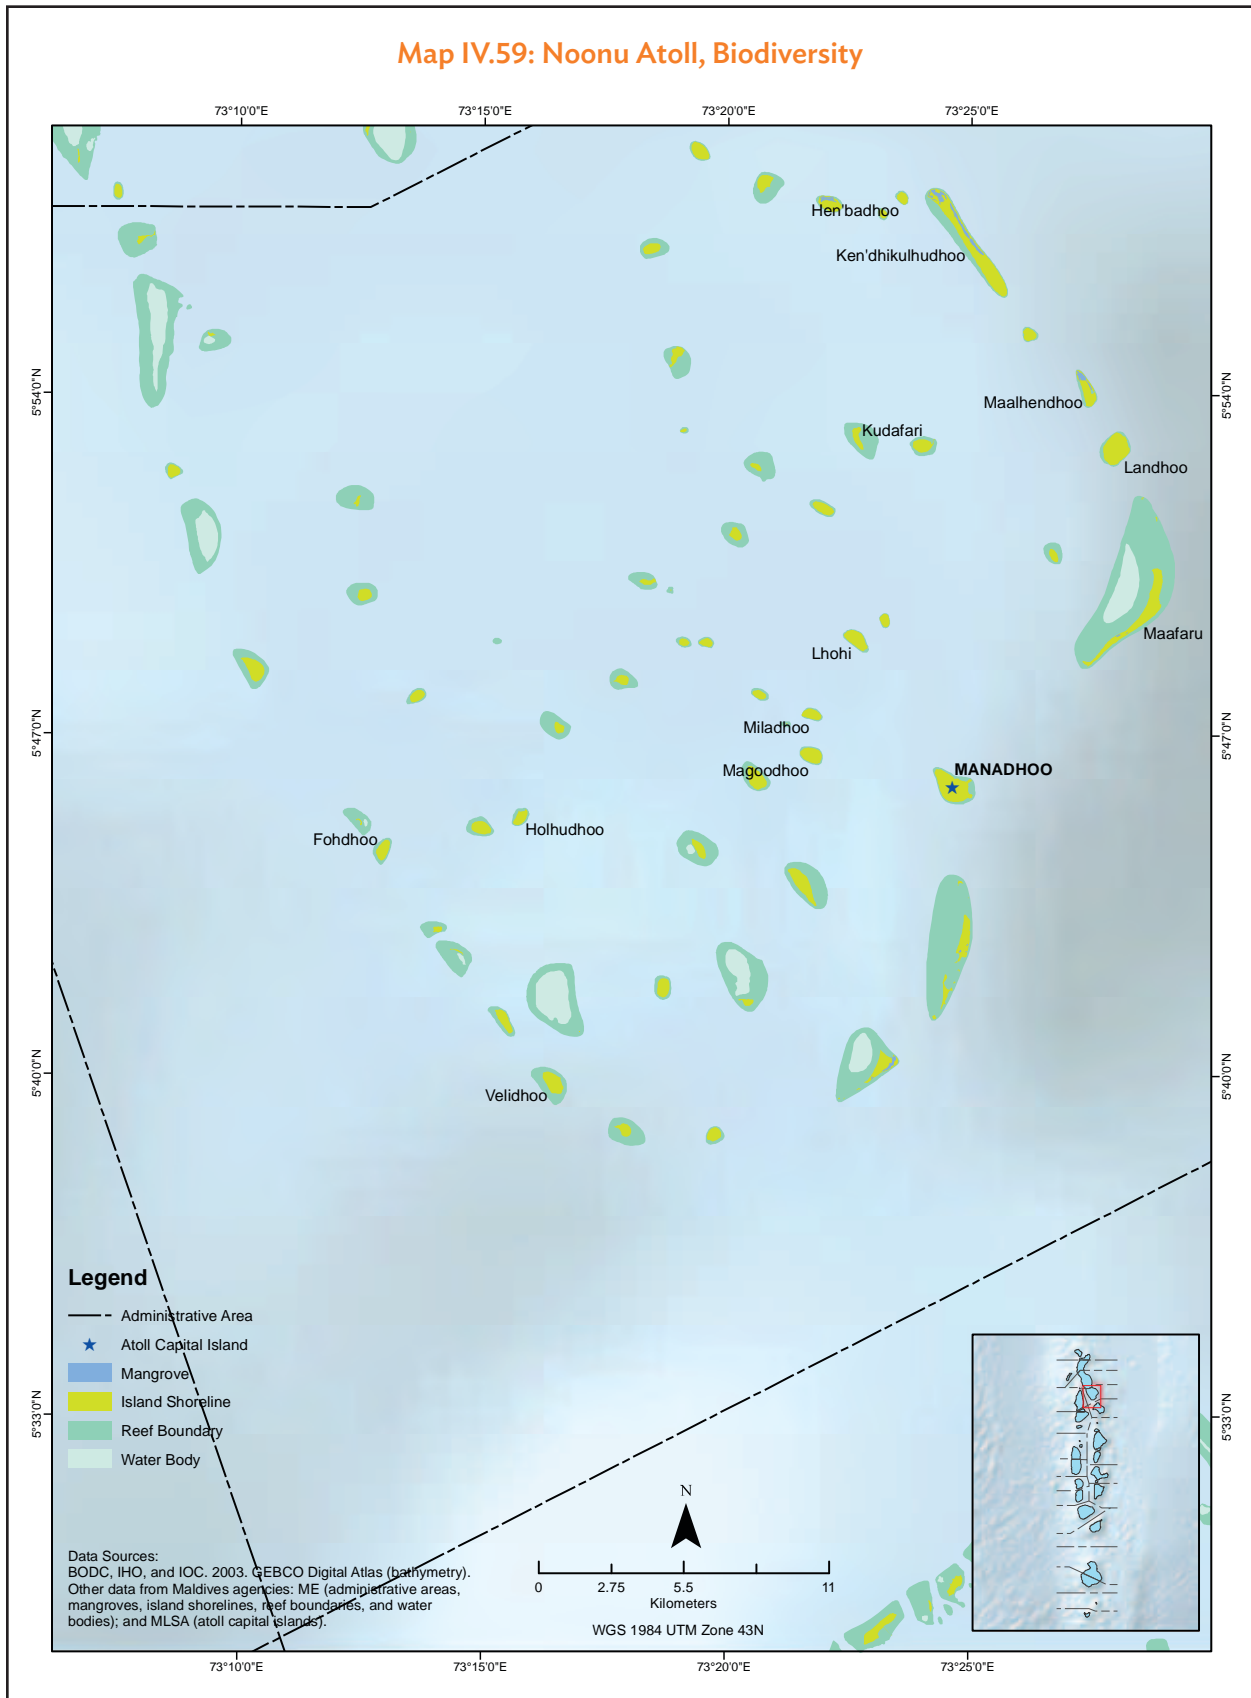 Map IV.59: Noonu Atoll, Biodiversity
73°10'0"E
73°15'0"E
73°20'0"E
73°25'0"E
Hen'badhoo
Ken'dhikulhudhoo
5°54'0"N
5°54'0"N
Maalhendhoo
Kudafari
Landhoo
Maafaru
Lhohi
5°47'0"N
5°47'0"N
Miladhoo
Magoodhoo
MANADHOO
Holhudhoo
Fohdhoo
5°40'0"N
5°40'0"N
Velidhoo
Legend
Administrative Area
Atoll Capital Island
Mangrove
Island Shoreline
Reef Boundary
Water Body
5°33'0"N
5°33'0"N
N
Data Sources:
BODC, IHO, and IOC. 2003. GEBCO Digital Atlas (bathymetry).
Other data from Maldives agencies: ME (administrative areas,
mangroves, island shorelines, reef boundaries, and water
bodies); and MLSA (atoll capital islands).
0 2.75 5.5 11
Kilometers
WGS 1984 UTM Zone 43N
73°10'0"E
73°15'0"E
73°20'0"E
73°25'0"E